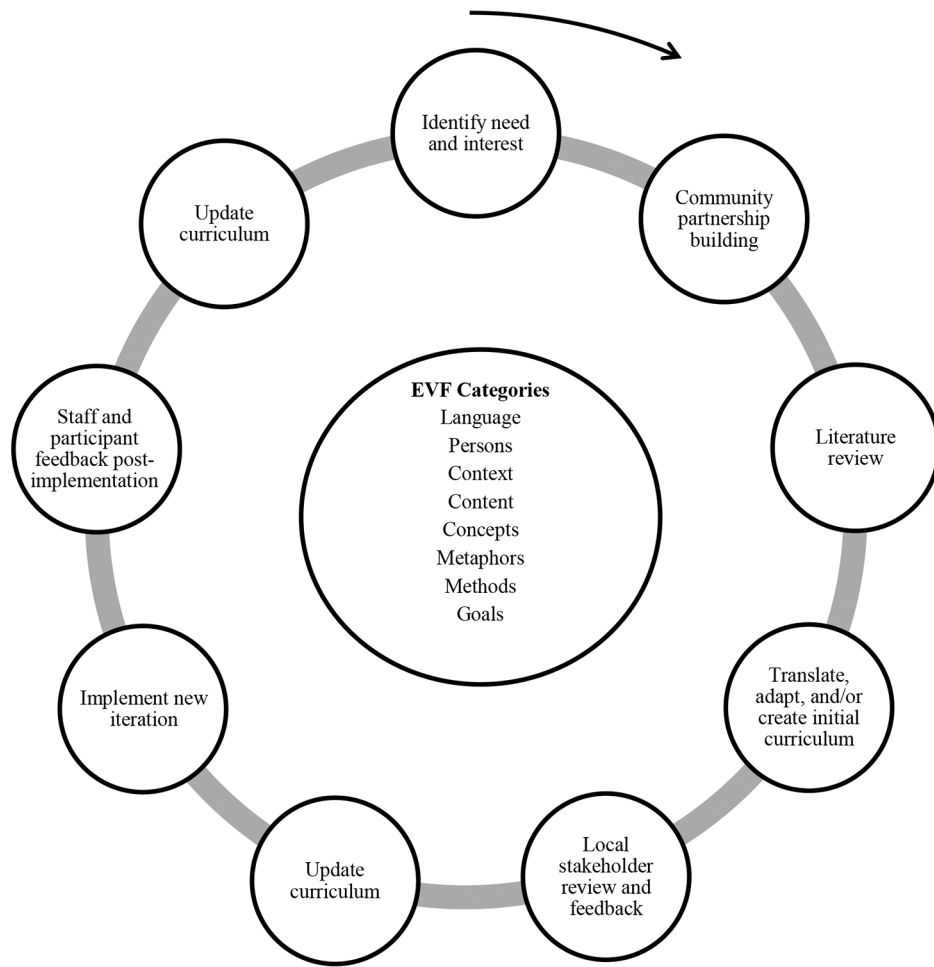 Identify need
and interest
Community
partnership
building
Literature
review
Translate,
adapt, and/or
create initial
curriculum
Local
stakeholder
review and
feedback
Update
curriculum
Implement new
iteration
Staff and
participant
feedback post-
implementation
Update
curriculum
EVF Categories
Language
Persons
Context
Content
Concepts
Metaphors
Methods
Goals